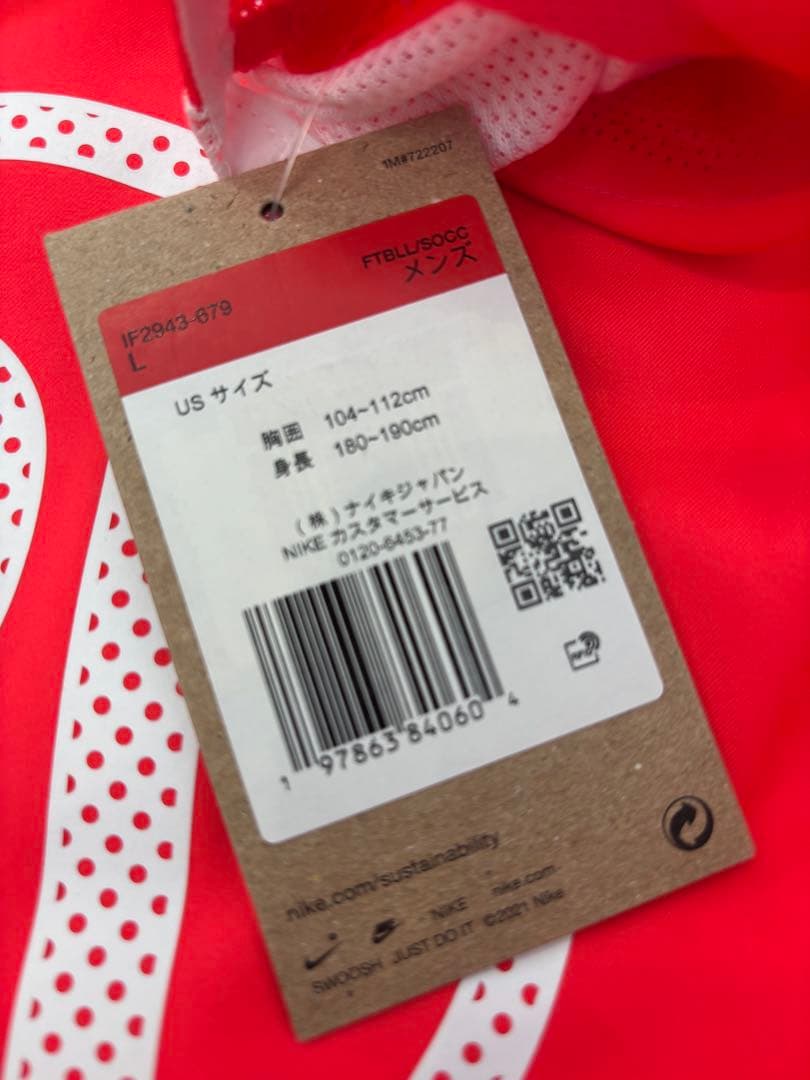 1M#722207
FTBLL/SOCC
メンズ
IF2943-679
L
US サイズ
胸囲 104~112cm
身長 180~190cm
(株)ナイキジャパン
NIKE カスタマーサービス
0120-6453-77
1 97863 84060 4
nike.com/sustainability
NIKE nike.com
SWOOSH JUST DO IT ©2021 Nike